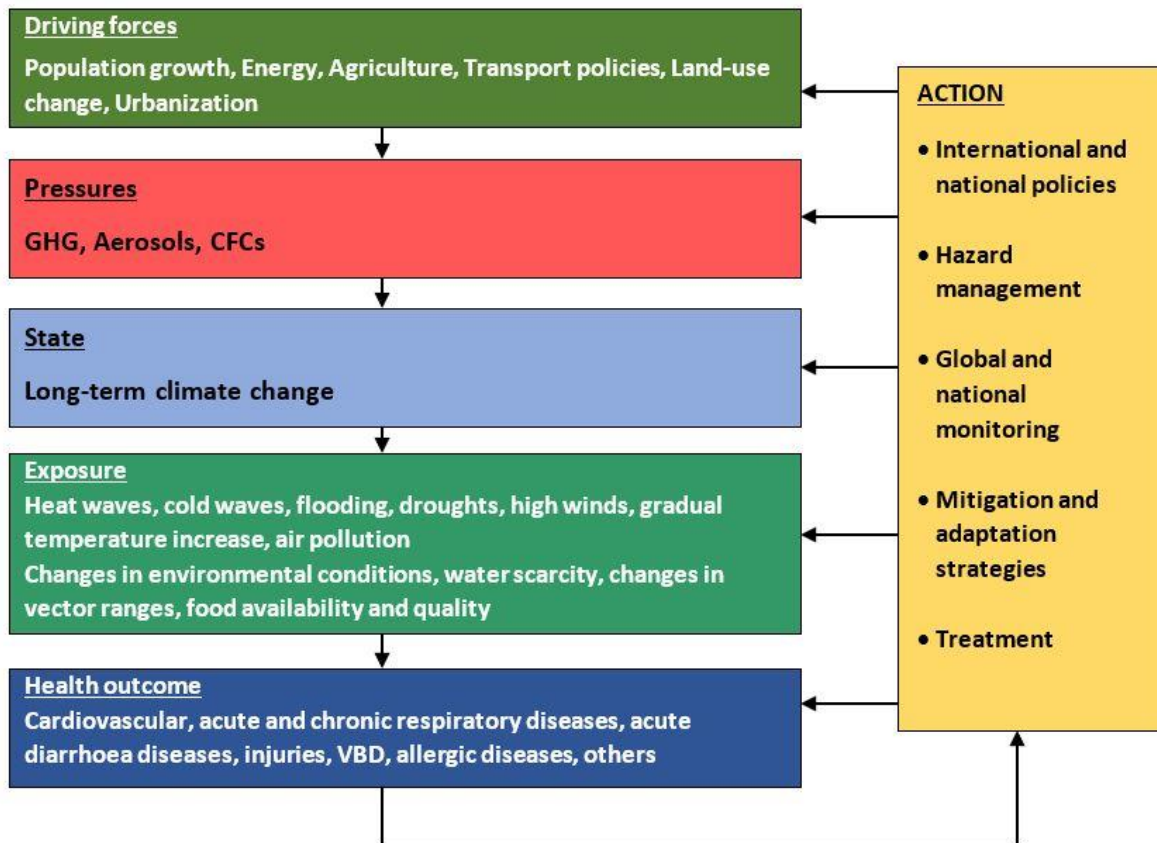 Driving forces
Population growth, Energy, Agriculture, Transport policies, Land-use
change, Urbanization
Pressures
GHG, Aerosols, CFCs
State
Long-term climate change
Exposure
Heat waves, cold waves, flooding, droughts, high winds, gradual
temperature increase, air pollution
Changes in environmental conditions, water scarcity, changes in
vector ranges, food availability and quality
Health outcome
Cardiovascular, acute and chronic respiratory diseases, acute
diarrhoea diseases, injuries, VBD, allergic diseases, others
ACTION
• International and
national policies
• Hazard
management
• Global and
national
monitoring
• Mitigation and
adaptation
strategies
• Treatment